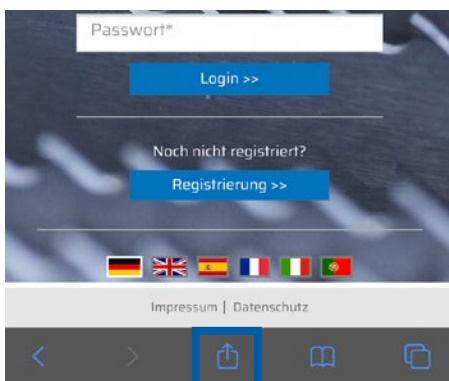 Passwort*
Login >>
Noch nicht registriert?
Registrierung >>
Impressum | Datenschutz